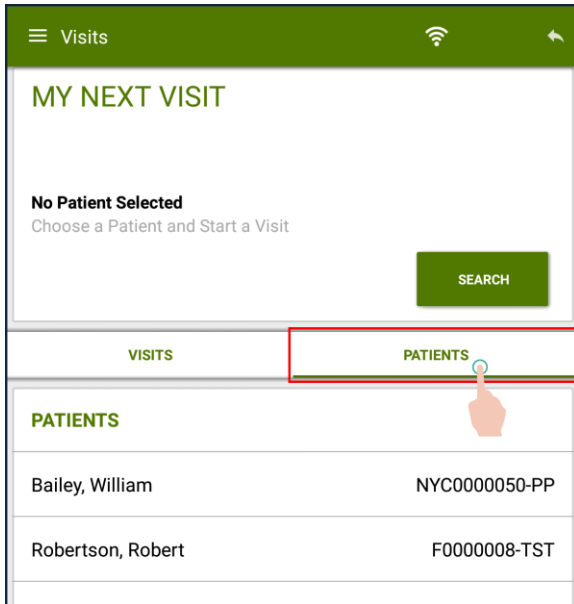 Visits
MY NEXT VISIT
No Patient Selected
Choose a Patient and Start a Visit
SEARCH
VISITS PATIENTS
PATIENTS
Bailey, William NYC0000050-PP
Robertson, Robert F0000008-TST